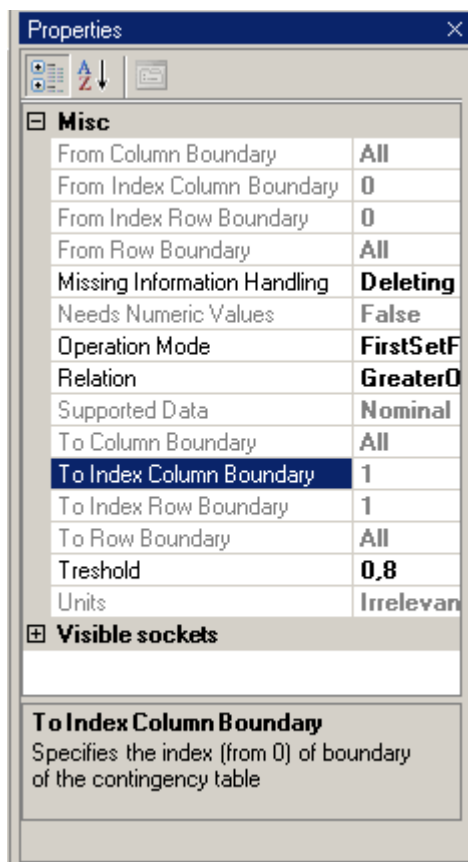 Properties
Misc
From Column Boundary All
From Index Column Boundary 0
From Index Row Boundary 0
From Row Boundary All
Missing Information Handling Deleting
Needs Numeric Values False
Operation Mode FirstSetF
Relation GreaterO
Supported Data Nominal
To Column Boundary All
To Index Column Boundary 1
To Index Row Boundary 1
To Row Boundary All
Treshold 0,8
Units Irrelevan
Visible sockets
To Index Column Boundary
Specifies the index (from 0) of boundary
of the contingency table